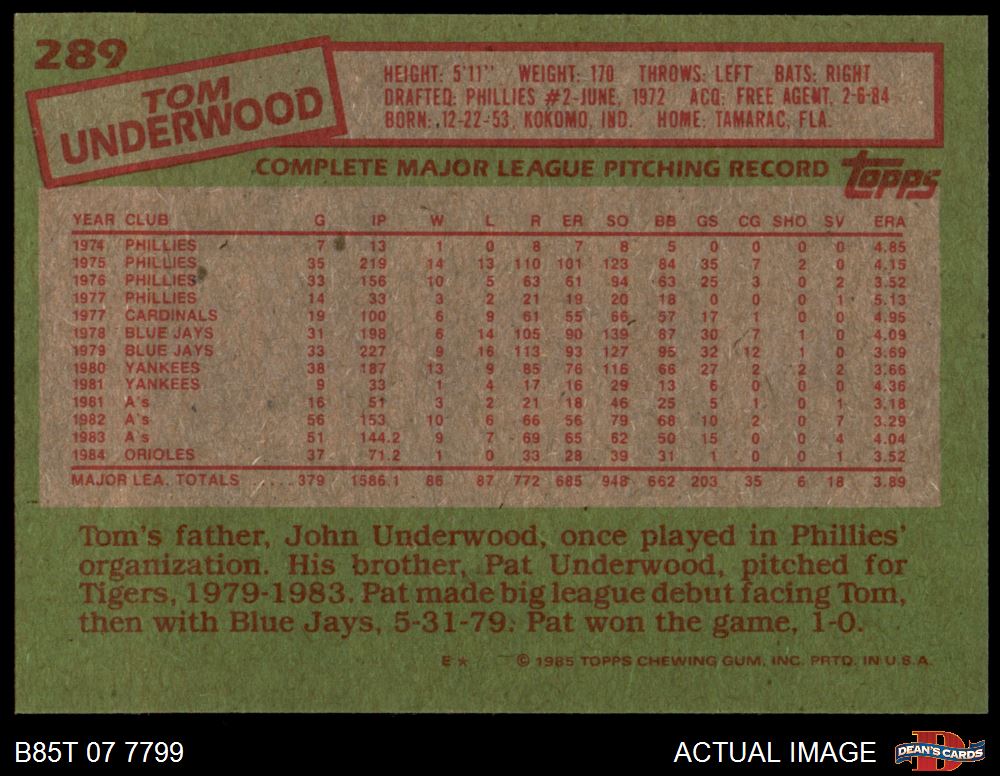 289
TOM
UNDERWOOD
HEIGHT: 5'11" WEIGHT: 170 THROWS: LEFT BATS: RIGHT
DRAFTED: PHILLIES #2-JUNE, 1972 ACQ: FREE AGENT, 2-6-84
BORN: 12-22-53, KOKOMO, IND. HOME: TAMARAC, FLA.
COMPLETE MAJOR LEAGUE PITCHING RECORD topps
YEAR CLUB G IP W L R ER SO BB GS CG SHO SV ERA
1974 PHILLIES 7 13 1 0 8 7 8 5 0 0 0 0 4.85
1975 PHILLIES 35 219 14 13 110 101 123 84 35 7 2 0 4.15
1976 PHILLIES 33 156 10 5 63 61 94 63 25 3 0 2 3.52
1977 PHILLIES 14 33 3 2 21 19 20 18 0 0 0 1 5.13
1977 CARDINALS 19 100 6 9 61 55 66 57 17 1 0 0 4.95
1978 BLUE JAYS 31 198 6 14 105 90 139 87 30 7 1 0 4.09
1979 BLUE JAYS 33 227 9 16 113 93 127 95 32 12 1 0 3.69
1980 YANKEES 38 187 13 9 85 76 116 66 27 2 2 2 3.66
1981 YANKEES 9 33 1 4 17 16 29 13 6 0 0 0 4.36
1981 A's 16 51 3 2 21 18 46 25 5 1 0 1 3.18
1982 A's 56 153 10 6 66 56 79 68 10 2 0 7 3.29
1983 A's 51 144.2 9 7 69 65 62 50 15 0 0 4 4.04
1984 ORIOLES 37 71.2 1 0 33 28 39 31 1 0 0 1 3.52
MAJOR LEA. TOTALS .... 379 1586.1 86 87 772 685 948 662 203 35 6 18 3.89
Tom's father, John Underwood, once played in Phillies'
organization. His brother, Pat Underwood, pitched for
Tigers, 1979-1983. Pat made big league debut facing Tom,
then with Blue Jays, 5-31-79. Pat won the game, 1-0.
E* © 1985 TOPPS CHEWING GUM, INC. PRTD. IN U.S.A.
B85T 07 7799 ACTUAL IMAGE DEAN'S CARDS